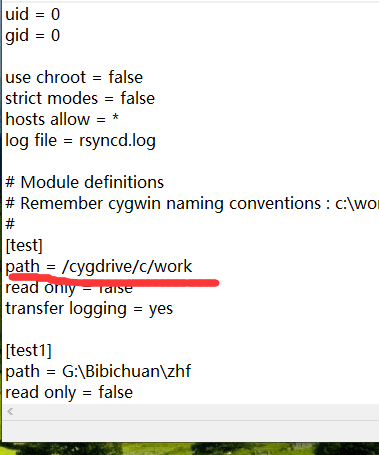 uid = 0
gid = 0
use chroot = false
strict modes = false
hosts allow = *
log file = rsyncd.log
# Module definitions
# Remember cygwin naming conventions : c:\wor
#
[test]
path = /cygdrive/c/work
read only = false
transfer logging = yes
[test1]
path = G:\Bibichuan\zhf
read only = false